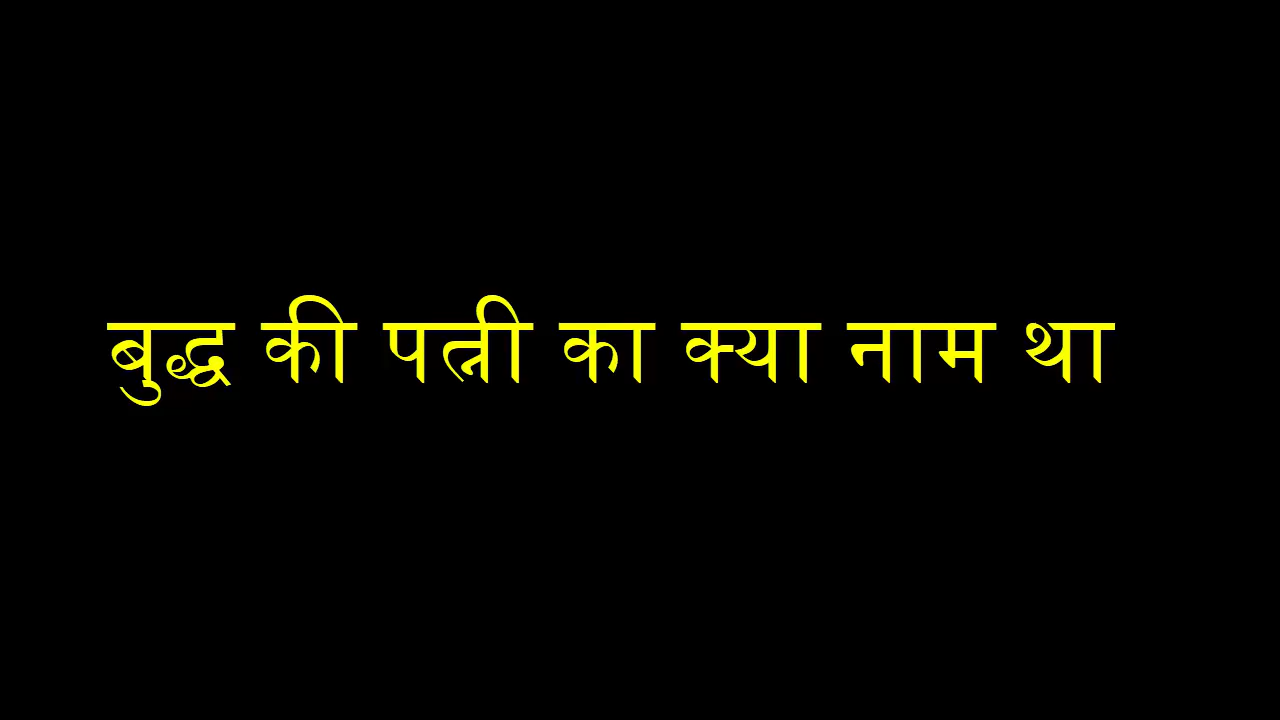 बुद्ध की पत्नी का क्या नाम था